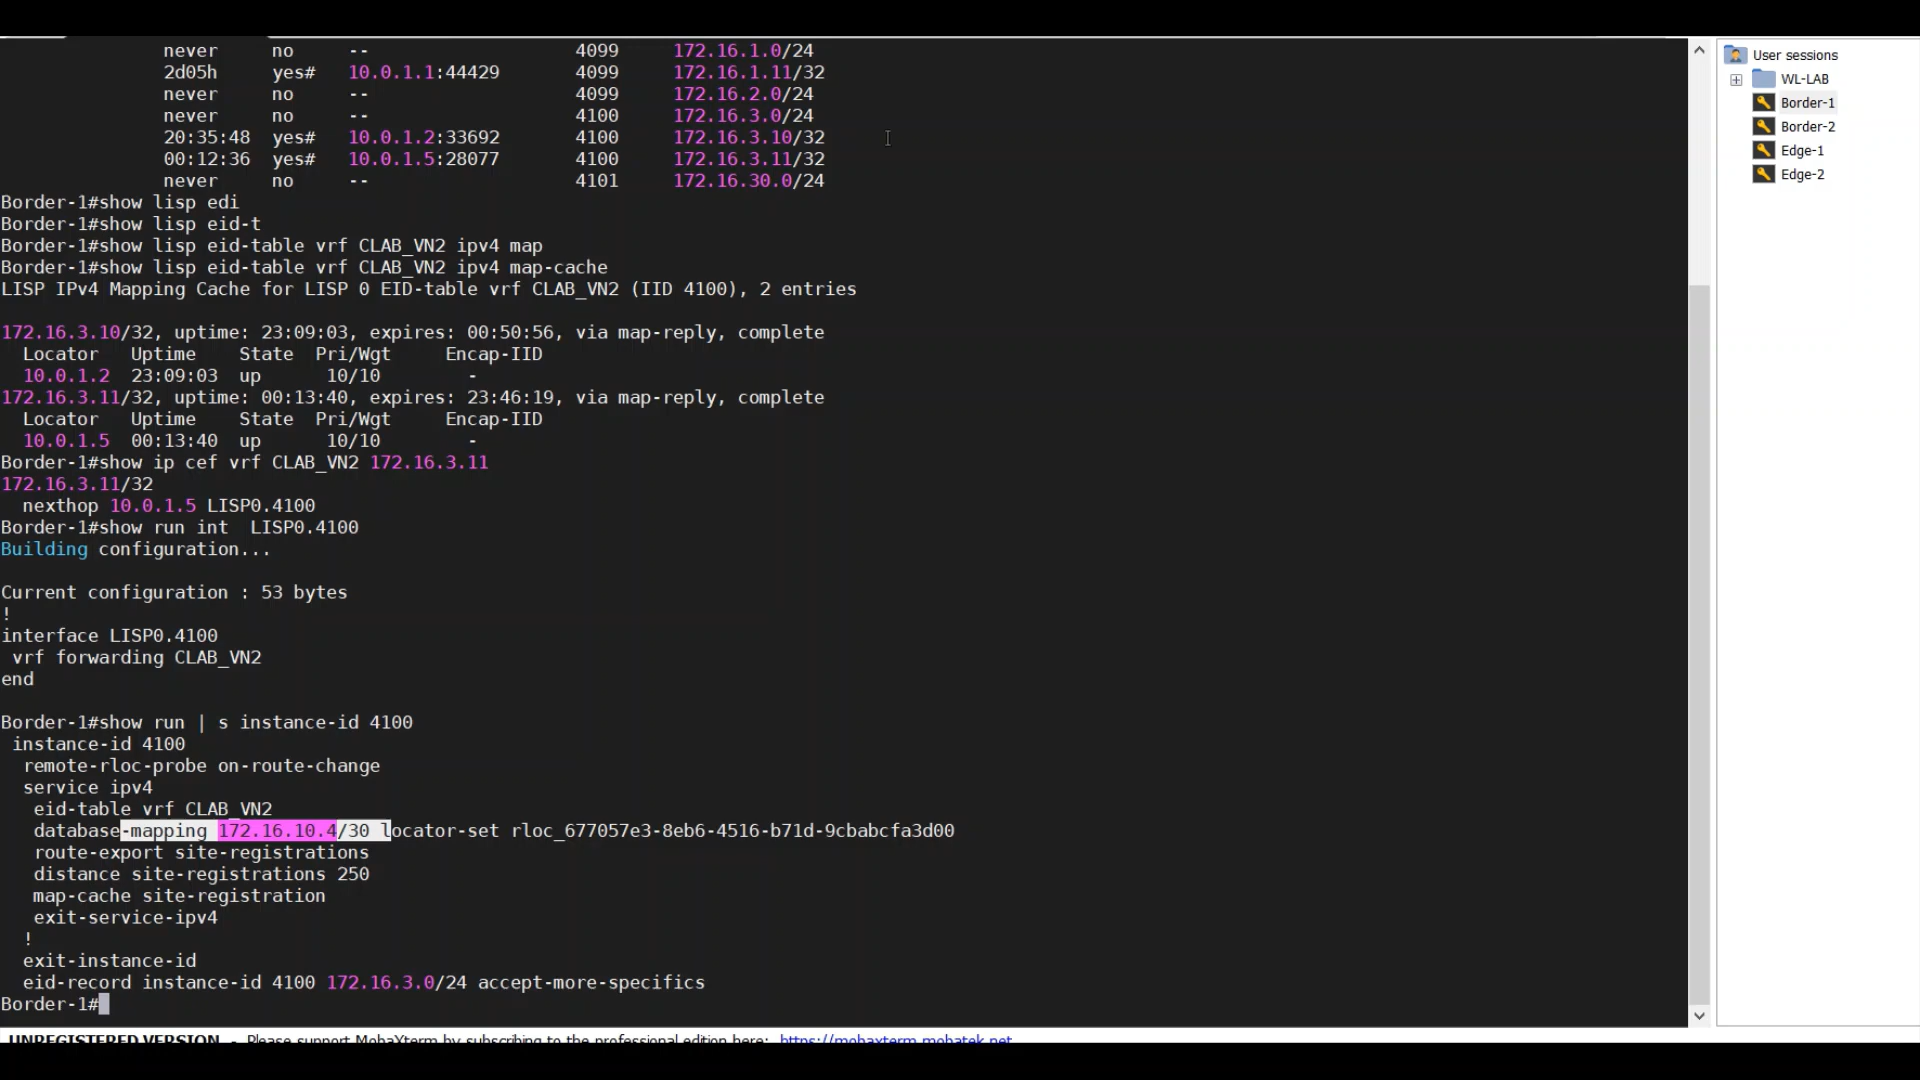 never no -- 4099 172.16.1.0/24
2d05h yes# 10.0.1.1:44429 4099 172.16.1.11/32
never no -- 4099 172.16.2.0/24
never no -- 4100 172.16.3.0/24
20:35:48 yes# 10.0.1.2:33692 4100 172.16.3.10/32
00:12:36 yes# 10.0.1.5:28077 4100 172.16.3.11/32
never no -- 4101 172.16.30.0/24
Border-1#show lisp edi
Border-1#show lisp eid-t
Border-1#show lisp eid-table vrf CLAB_VN2 ipv4 map
Border-1#show lisp eid-table vrf CLAB_VN2 ipv4 map-cache
LISP IPv4 Mapping Cache for LISP 0 EID-table vrf CLAB_VN2 (IID 4100), 2 entries
172.16.3.10/32, uptime: 23:09:03, expires: 00:50:56, via map-reply, complete
Locator Uptime State Pri/Wgt Encap-IID
10.0.1.2 23:09:03 up 10/10 -
172.16.3.11/32, uptime: 00:13:40, expires: 23:46:19, via map-reply, complete
Locator Uptime State Pri/Wgt Encap-IID
10.0.1.5 00:13:40 up 10/10 -
Border-1#show ip cef vrf CLAB_VN2 172.16.3.11
172.16.3.11/32
nexthop 10.0.1.5 LISP0.4100
Border-1#show run int  LISP0.4100
Building configuration...
Current configuration : 53 bytes
!
interface LISP0.4100
vrf forwarding CLAB_VN2
end
Border-1#show run | s instance-id 4100
instance-id 4100
remote-rloc-probe on-route-change
service ipv4
eid-table vrf CLAB_VN2
database-mapping 172.16.10.4/30 locator-set rloc_677057e3-8eb6-4516-b71d-9cbabcfa3d00
route-export site-registrations
distance site-registrations 250
map-cache site-registration
exit-service-ipv4
!
exit-instance-id
eid-record instance-id 4100 172.16.3.0/24 accept-more-specifics
Border-1#
User sessions
WL-LAB
Border-1
Border-2
Edge-1
Edge-2
UNREGISTERED VERSION - Please support MobaXterm by subscribing to the professional edition here: https://mobaxterm.mobatek.net